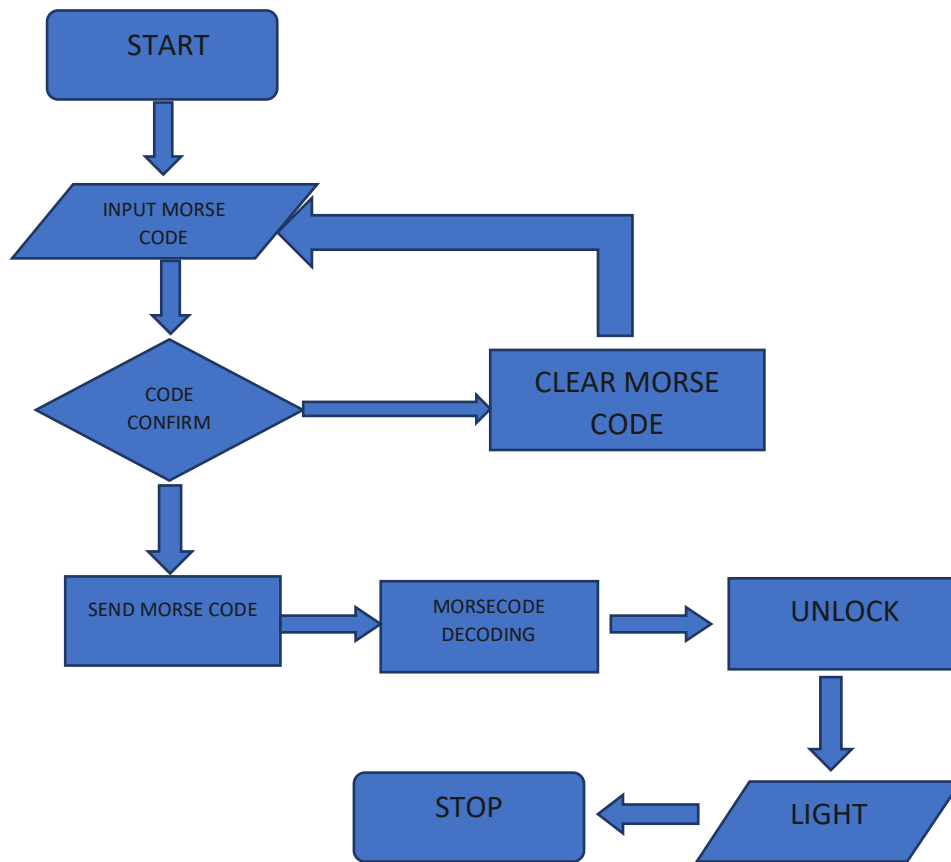 START
INPUT MORSE
CODE
CODE
CONFIRM
CLEAR MORSE
CODE
SEND MORSE CODE
MORSECODE
DECODING
UNLOCK
STOP
LIGHT